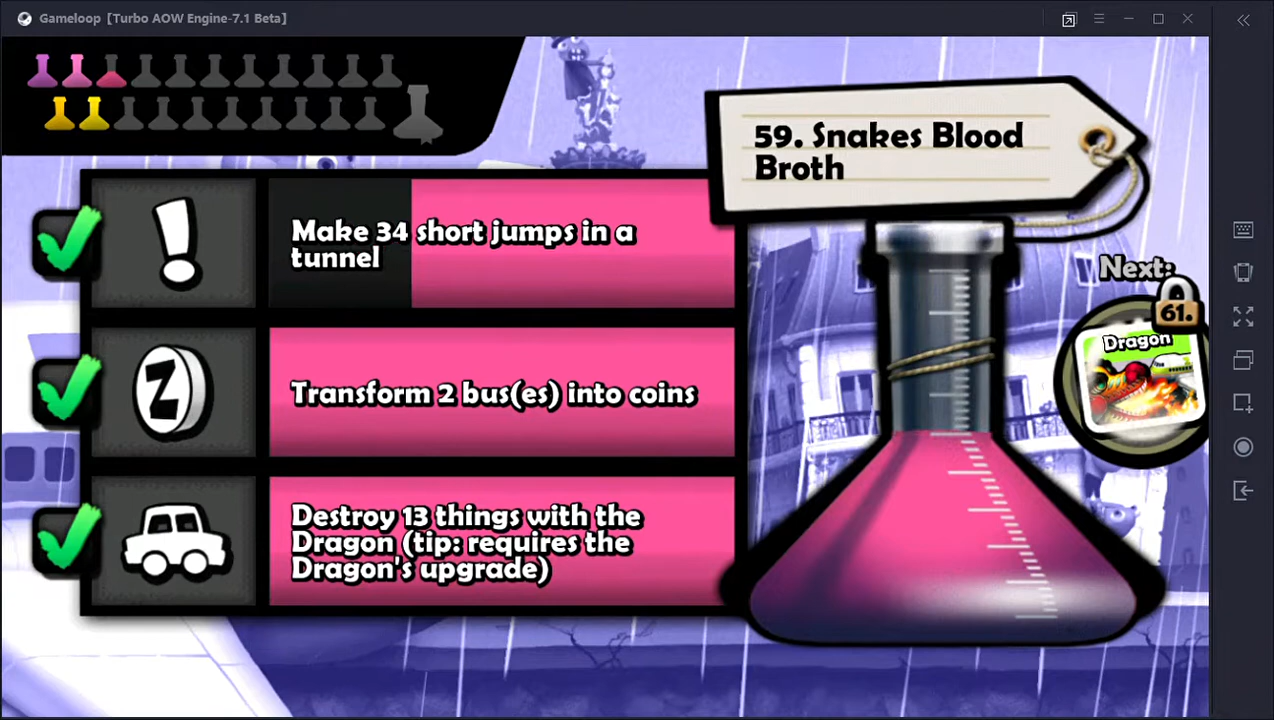 Gameloop【Turbo AOW Engine-7.1 Beta】
59. Snakes Blood
Broth
Make 34 short jumps in a
tunnel
Next:
61.
Dragon
Z
Transform 2 bus(es) into coins
Destroy 13 things with the
Dragon (tip: requires the
Dragon's upgrade)